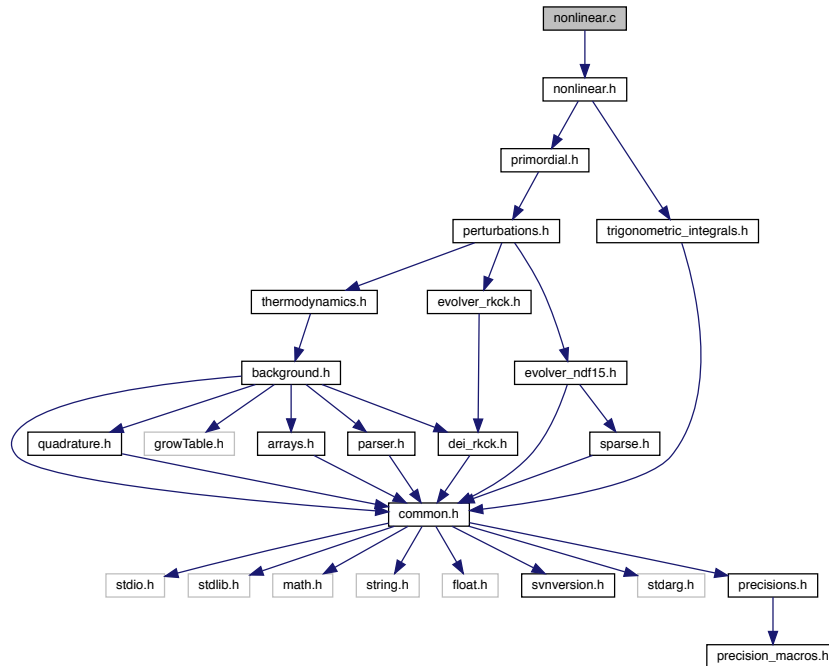 nonlinear.c
nonlinear.h
primordial.h
perturbations.h
trigonometric_integrals.h
thermodynamics.h
evolver_rkck.h
background.h
evolver_ndf15.h
quadrature.h
growTable.h
arrays.h
parser.h
dei_rkck.h
sparse.h
common.h
stdio.h
stdlib.h
math.h
string.h
float.h
svnversion.h
stdarg.h
precisions.h
precision_macros.h